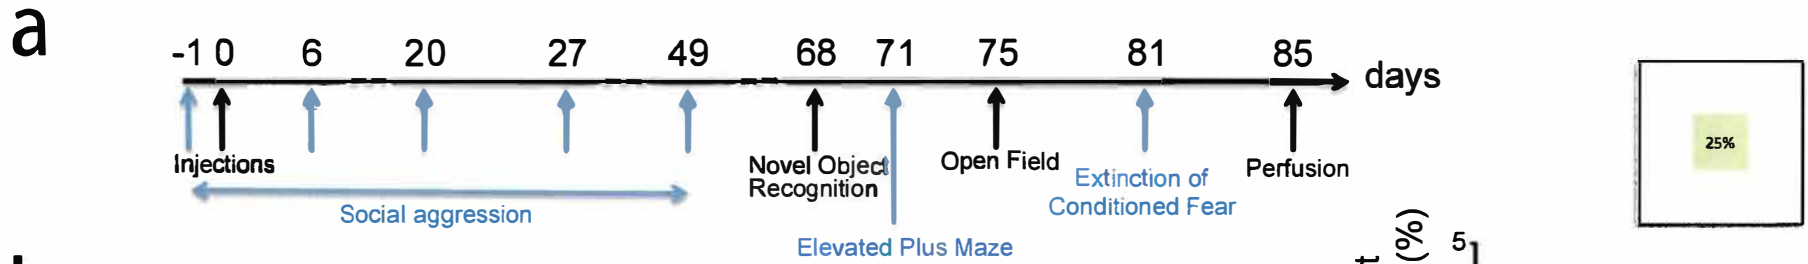 a
-1 0 6 20 27 49 68 71 75 81 85
days
Injections
Novel Object
Recognition
Open Field
Extinction of
Conditioned Fear
Perfusion
Social aggression
Elevated Plus Maze
25%
(%)
5